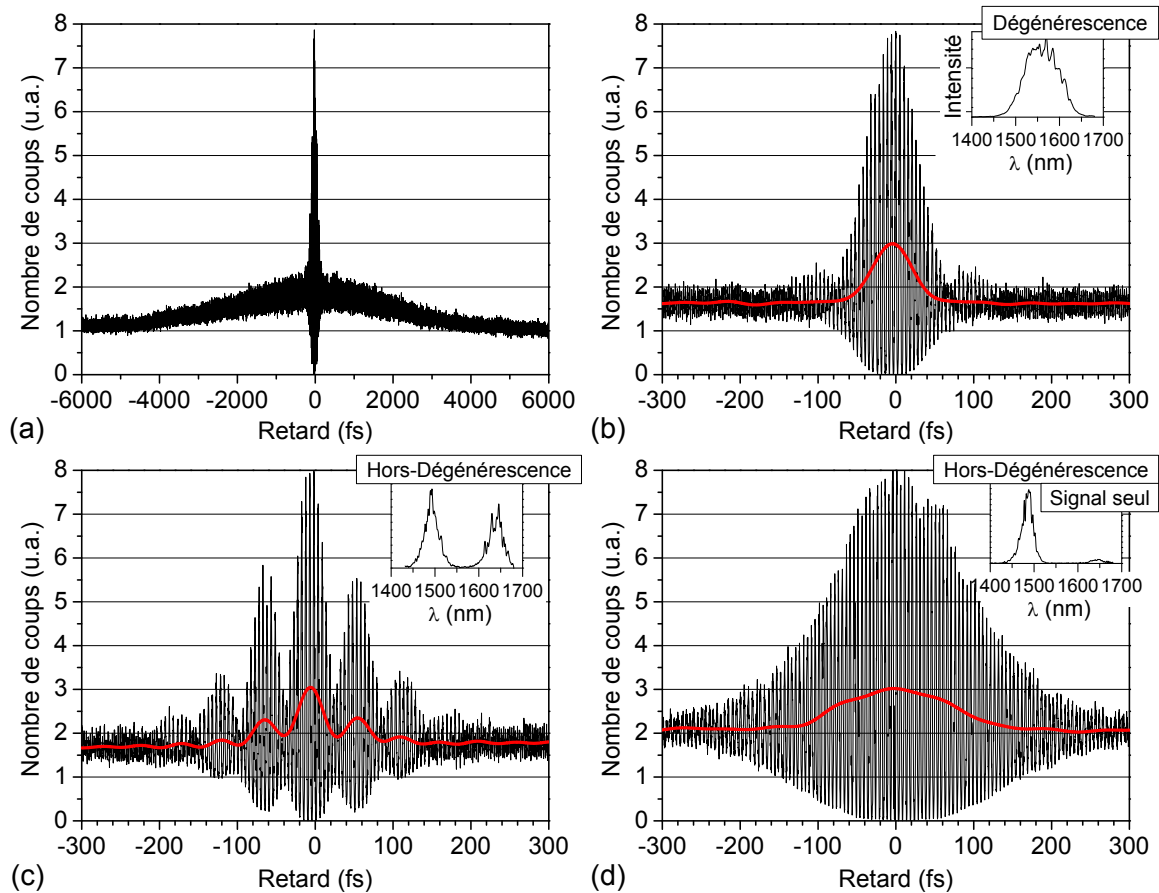 8
7
6
5
4
3
2
1
0
Nombre de coups (u.a.)
-6000 -4000 -2000 0 2000 4000 6000
Retard (fs)
(a)
8
7
6
5
4
3
2
1
0
Nombre de coups (u.a.)
-300 -200 -100 0 100 200 300
Retard (fs)
(b)
Dégénérescence
Intensité
1400 1500 1600 1700
λ (nm)
8
7
6
5
4
3
2
1
0
Nombre de coups (u.a.)
-300 -200 -100 0 100 200 300
Retard (fs)
(c)
Hors-Dégénérescence
1400 1500 1600 1700
λ (nm)
8
7
6
5
4
3
2
1
0
Nombre de coups (u.a.)
-300 -200 -100 0 100 200 300
Retard (fs)
(d)
Hors-Dégénérescence
Signal seul
1400 1500 1600 1700
λ (nm)